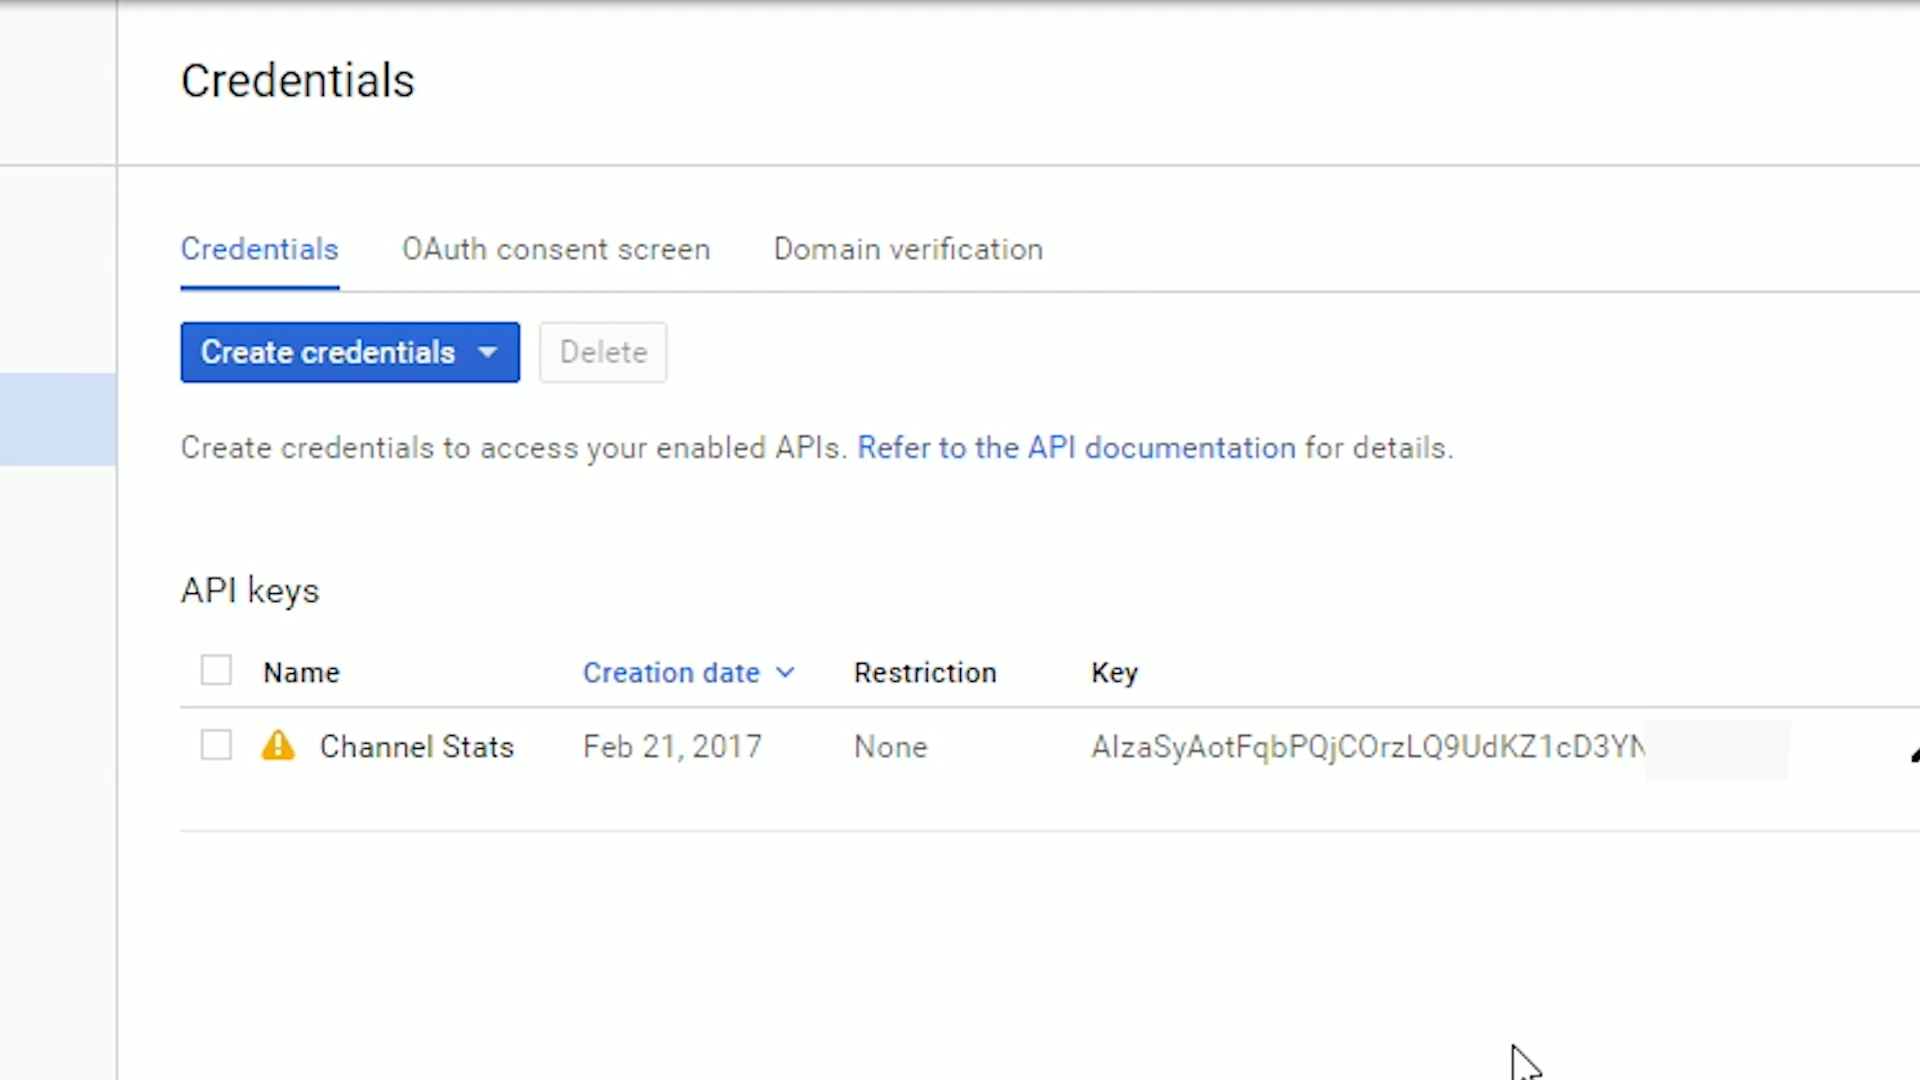 Credentials
Credentials OAuth consent screen Domain verification
Create credentials Delete
Create credentials to access your enabled APIs. Refer to the API documentation for details.
API keys
Name Creation date Restriction Key
Channel Stats Feb 21, 2017 None AIzaSyAotFqbPQjCOrzLQ9UdKZ1cD3YN